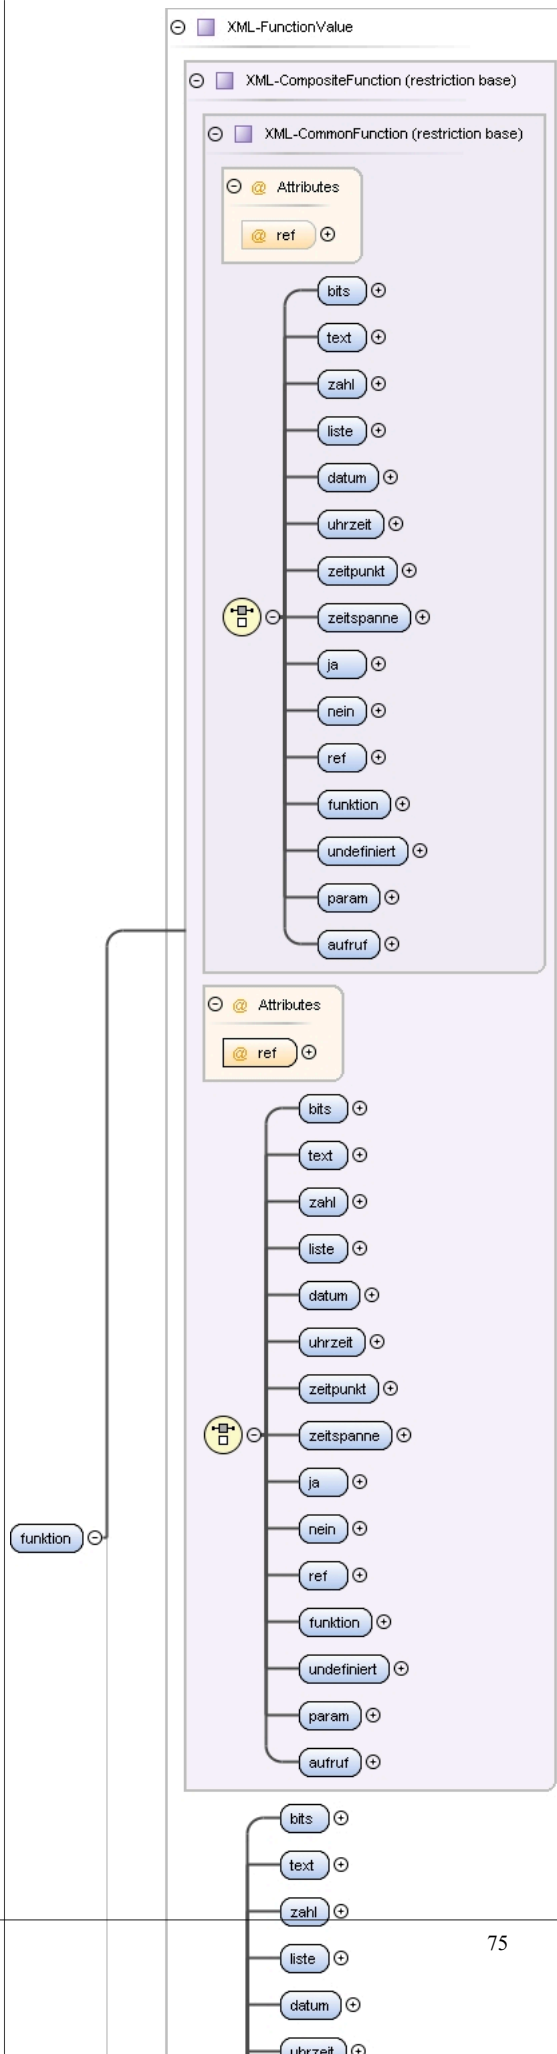 XML-FunctionValue
XML-CompositeFunction (restriction base)
XML-CommonFunction (restriction base)
@ Attributes
@ ref
bits
text
zahl
liste
datum
uhrzeit
zeitpunkt
zeitspanne
ja
nein
ref
funktion
undefiniert
param
aufruf
@ Attributes
@ ref
bits
text
zahl
liste
datum
uhrzeit
zeitpunkt
zeitspanne
ja
nein
funktion
ref
funktion
undefiniert
param
aufruf
bits
text
zahl
75
liste
datum
uhrzeit